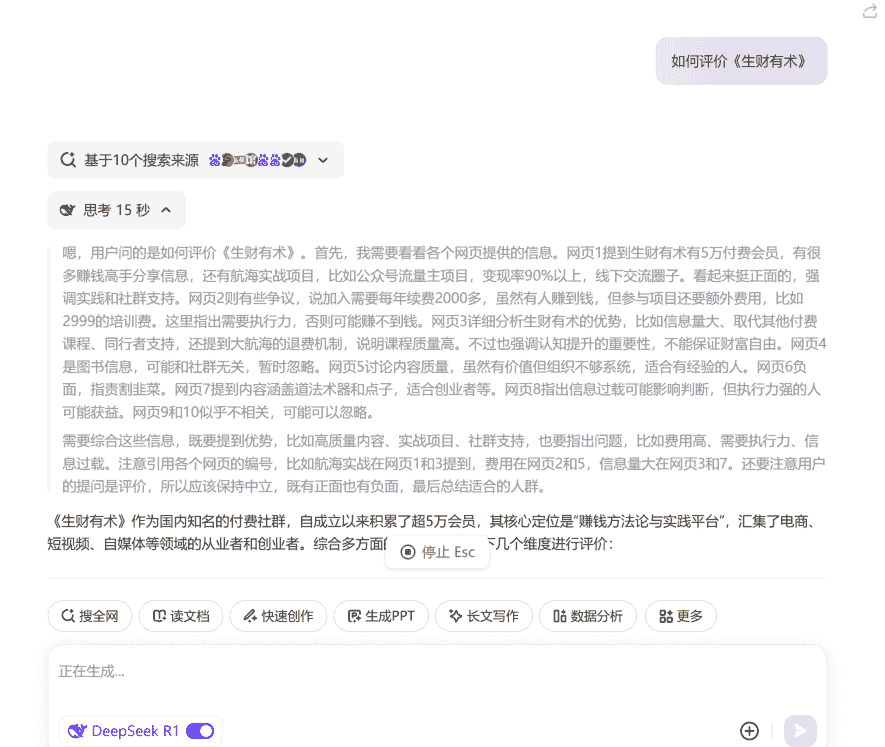 如何评价《生财有术》
基于10个搜索来源
思考 15 秒
嗯，用户问的是如何评价《生财有术》。首先，我需要看看各个网页提供的信息。网页1提到生财有术有5万付费会员，有很
多赚钱高手分享信息，还有航海实战项目，比如公众号流量主项目，变现率90%以上，线下交流圈子。看起来挺正面的，强
调实践和社群支持。网页2则有些争议，说加入需要每年续费2000多，虽然有人赚到钱，但参与项目还要额外费用，比如
2999的培训费。这里指出需要执行力，否则可能赚不到钱。网页3详细分析生财有术的优势，比如信息量大、取代其他付费
课程、同行者支持，还提到大航海的退费机制，说明课程质量高。不过也强调认知提升的重要性，不能保证财富自由。网页4
是图书信息，可能和社群无关，暂时忽略。网页5讨论内容质量，虽然有价值但组织不够系统，适合有经验的人。网页6负
面，指责割韭菜。网页7提到内容涵盖道法术器和点子，适合创业者等。网页8指出信息过载可能影响判断，但执行力强的人
可能获益。网页9和10似乎不相关，可能可以忽略。
需要综合这些信息，既要提到优势，比如高质量内容、实战项目、社群支持，也要指出问题，比如费用高、需要执行力、信
息过载。注意引用各个网页的编号，比如航海实战在网页1和3提到，费用在网页2和5，信息量大在网页3和7。还要注意用户
的提问是评价，所以应该保持中立，既有正面也有负面，最后总结适合的人群。
《生财有术》作为国内知名的付费社群，自成立以来积累了超5万会员，其核心定位是“赚钱方法论与实践平台”，汇集了电商、
短视频、自媒体等领域的从业者和创业者。综合多方面的 下几个维度进行评价：
停止 Esc
搜全网 读文档 快速创作 生成PPT 长文写作 数据分析 更多
正在生成...
DeepSeek R1